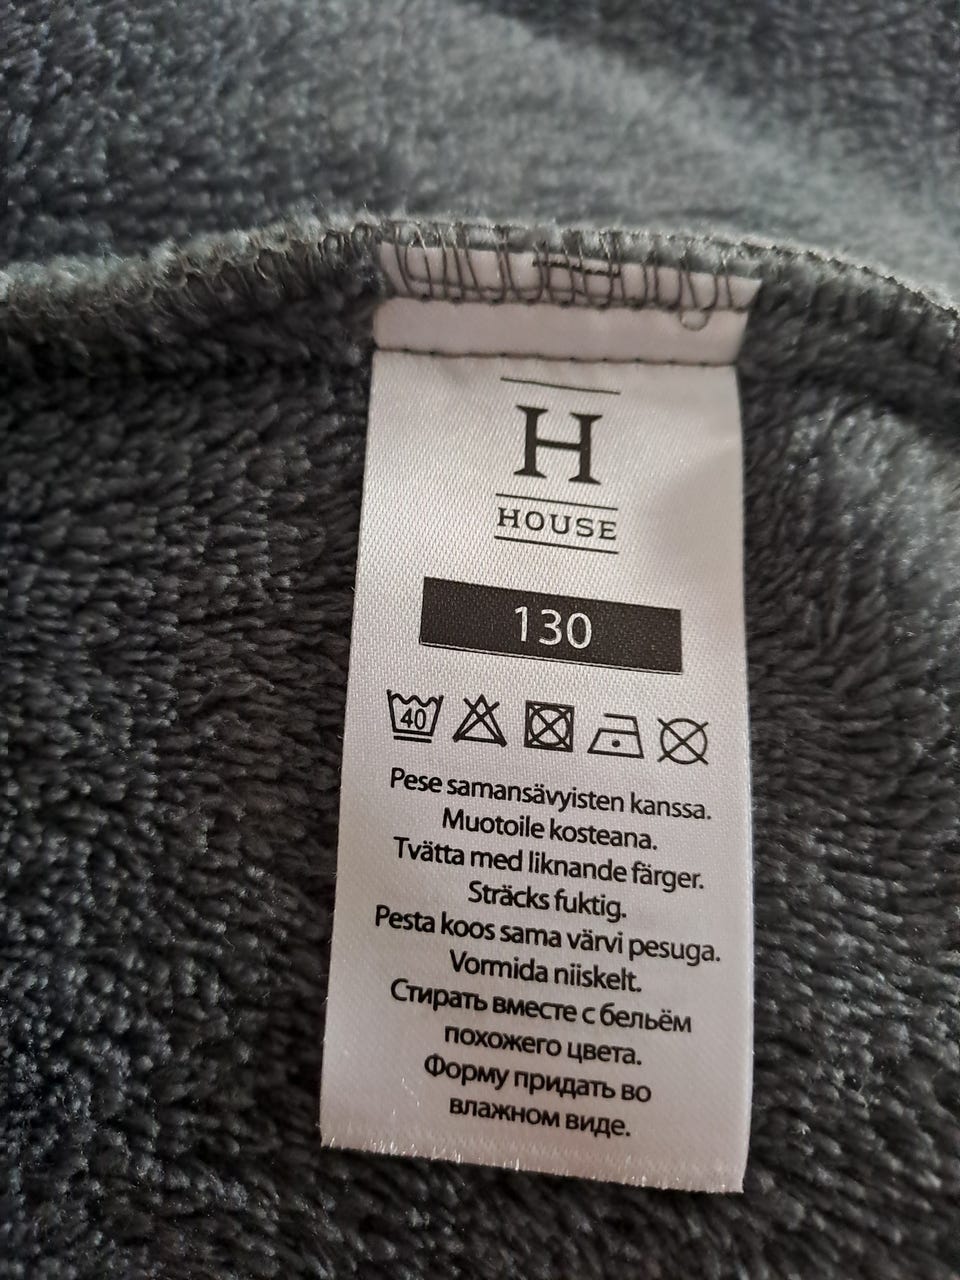 H
HOUSE
130
40
Pese samansävyisten kanssa.
Muotoile kosteana.
Tvätta med liknande färger.
Sträcks fuktig.
Pesta koos sama värvi pesuga.
Vormida niiskelt.
Стирать вместе с бельём
похожего цвета.
Форму придать во
влажном виде.